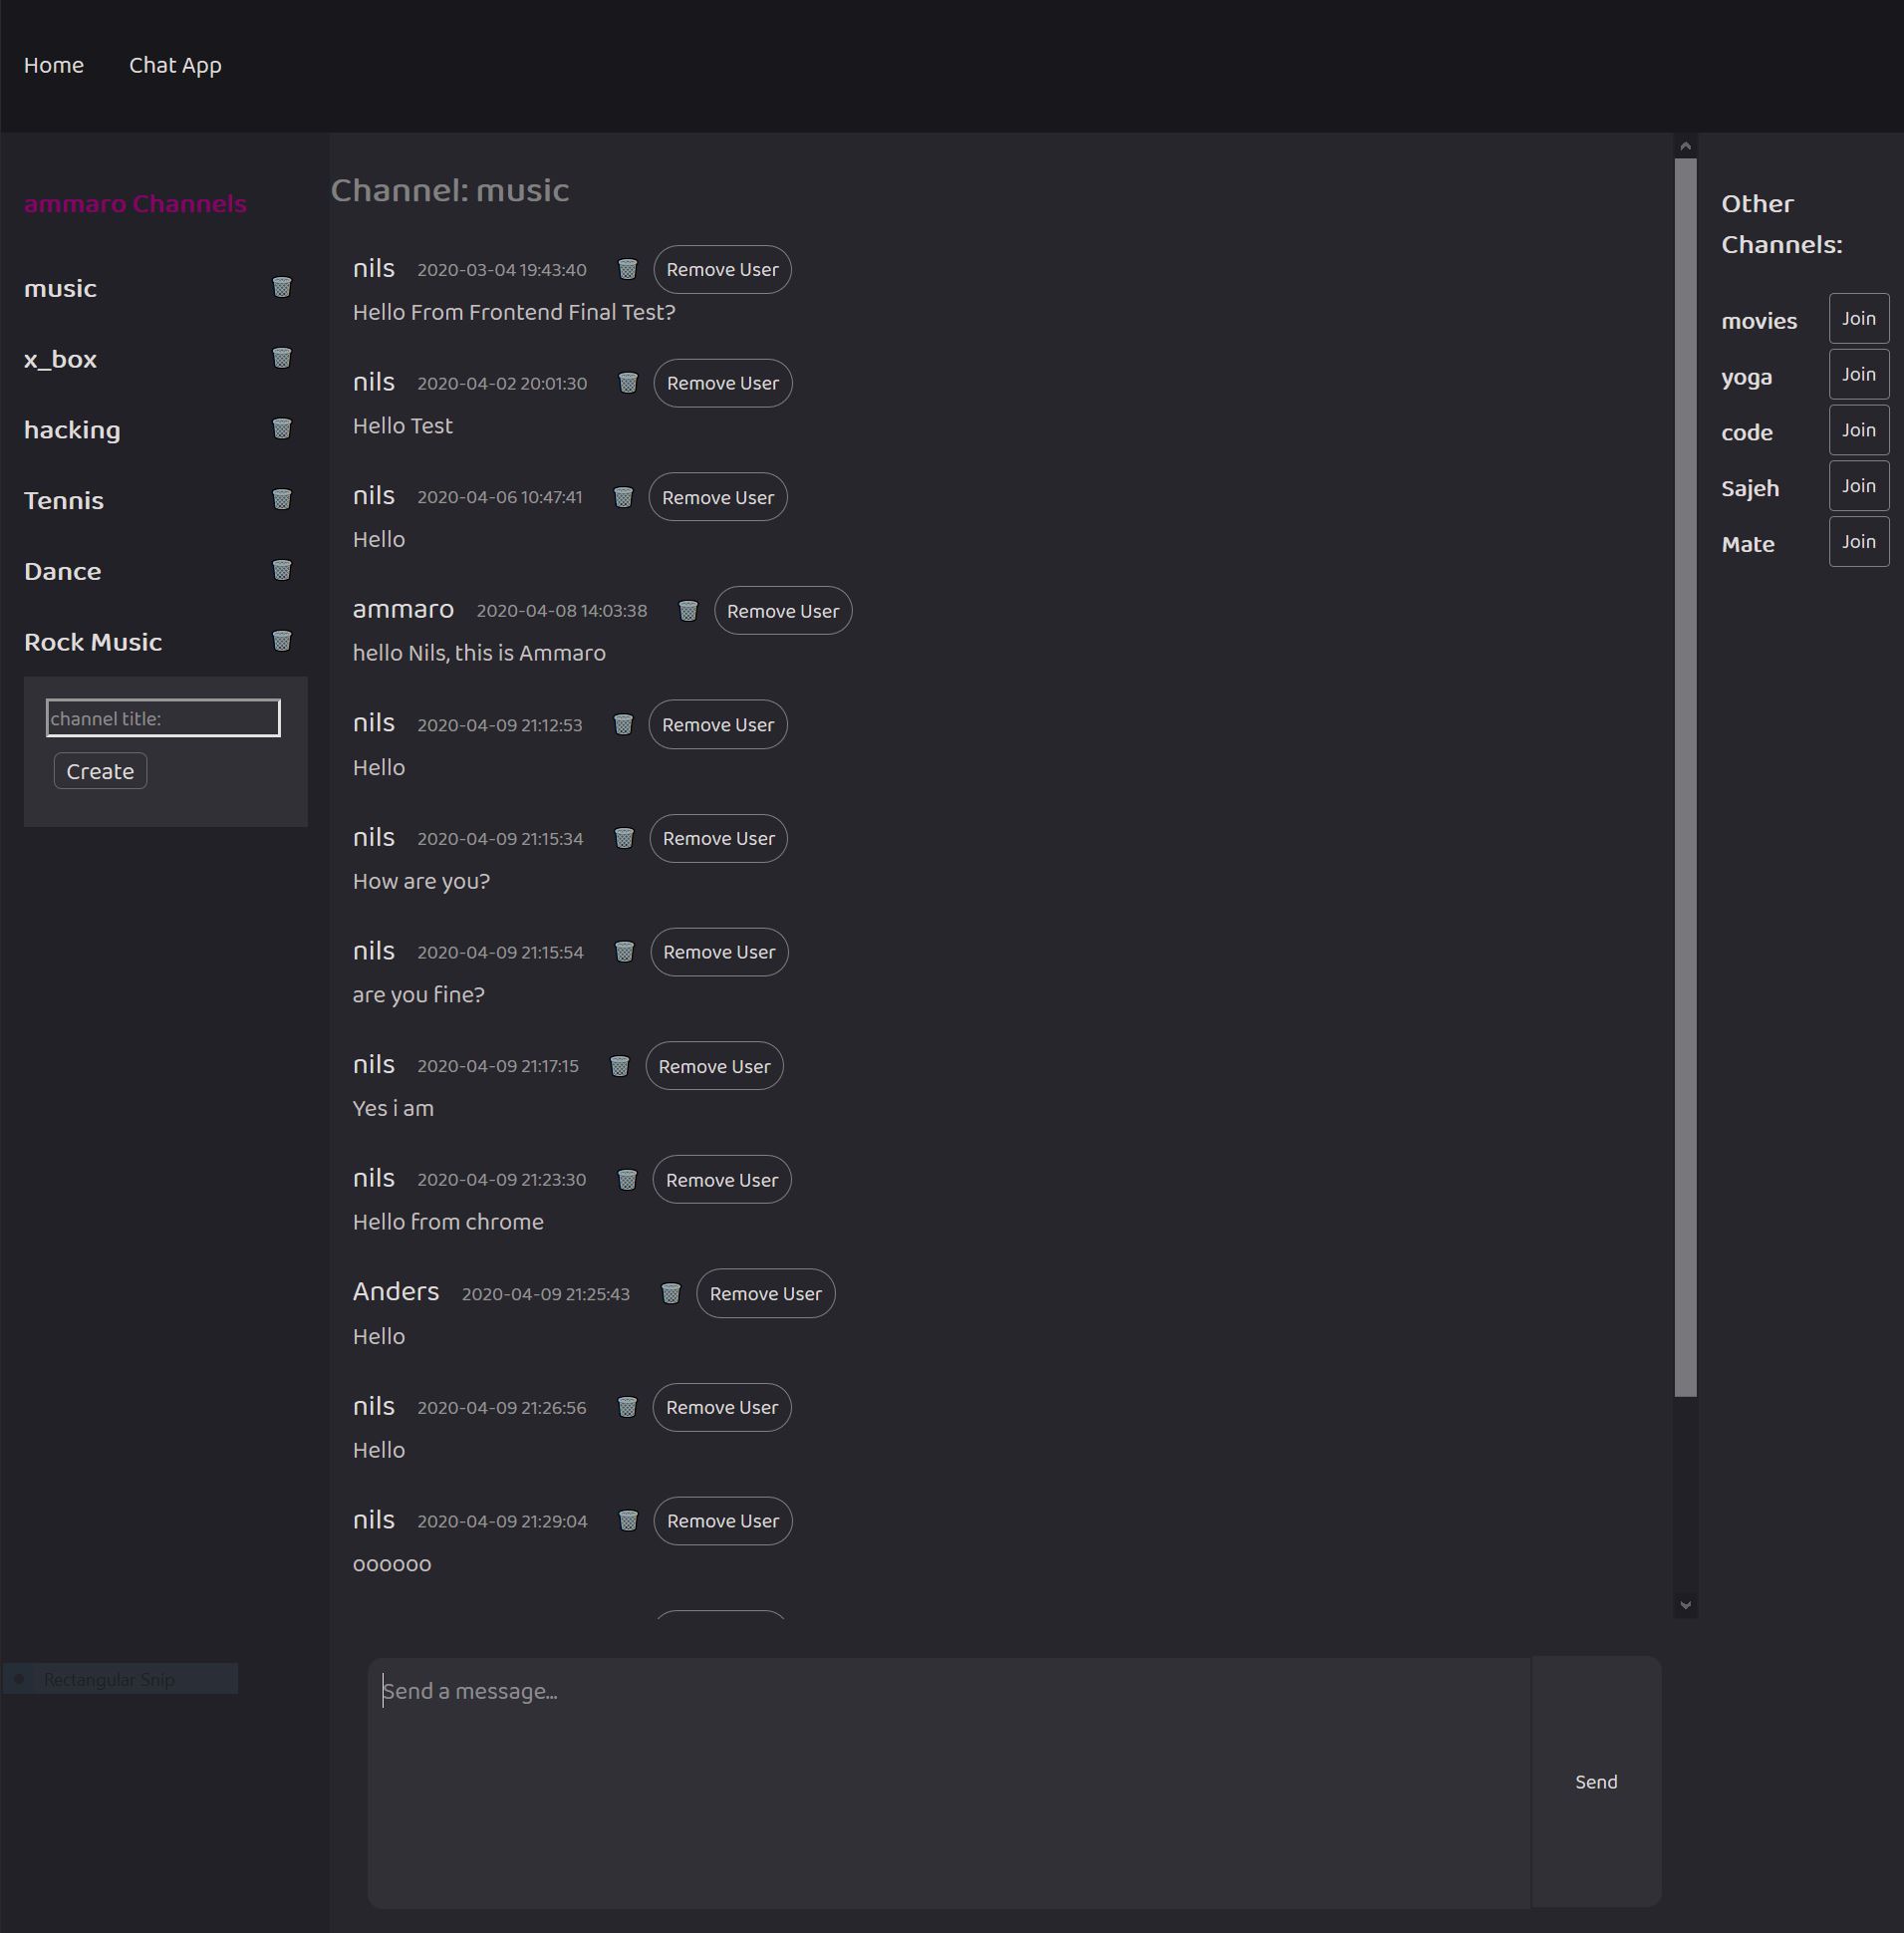 Home Chat App
ammaro Channels
music
x_box
hacking
Tennis
Dance
Rock Music
channel title:
Create
Channel: music
nils 2020-03-04 19:43:40 Remove User
Hello From Frontend Final Test?
nils 2020-04-02 20:01:30 Remove User
Hello Test
nils 2020-04-06 10:47:41 Remove User
Hello
ammaro 2020-04-08 14:03:38 Remove User
hello Nils, this is Ammaro
nils 2020-04-09 21:12:53 Remove User
Hello
nils 2020-04-09 21:15:34 Remove User
How are you?
nils 2020-04-09 21:15:54 Remove User
are you fine?
nils 2020-04-09 21:17:15 Remove User
Yes i am
nils 2020-04-09 21:23:30 Remove User
Hello from chrome
Anders 2020-04-09 21:25:43 Remove User
Hello
nils 2020-04-09 21:26:56 Remove User
Hello
nils 2020-04-09 21:29:04 Remove User
oooooo
Send a message...
Send
Other
Channels:
movies Join
yoga Join
code Join
Sajeh Join
Mate Join
Rectangular Snip